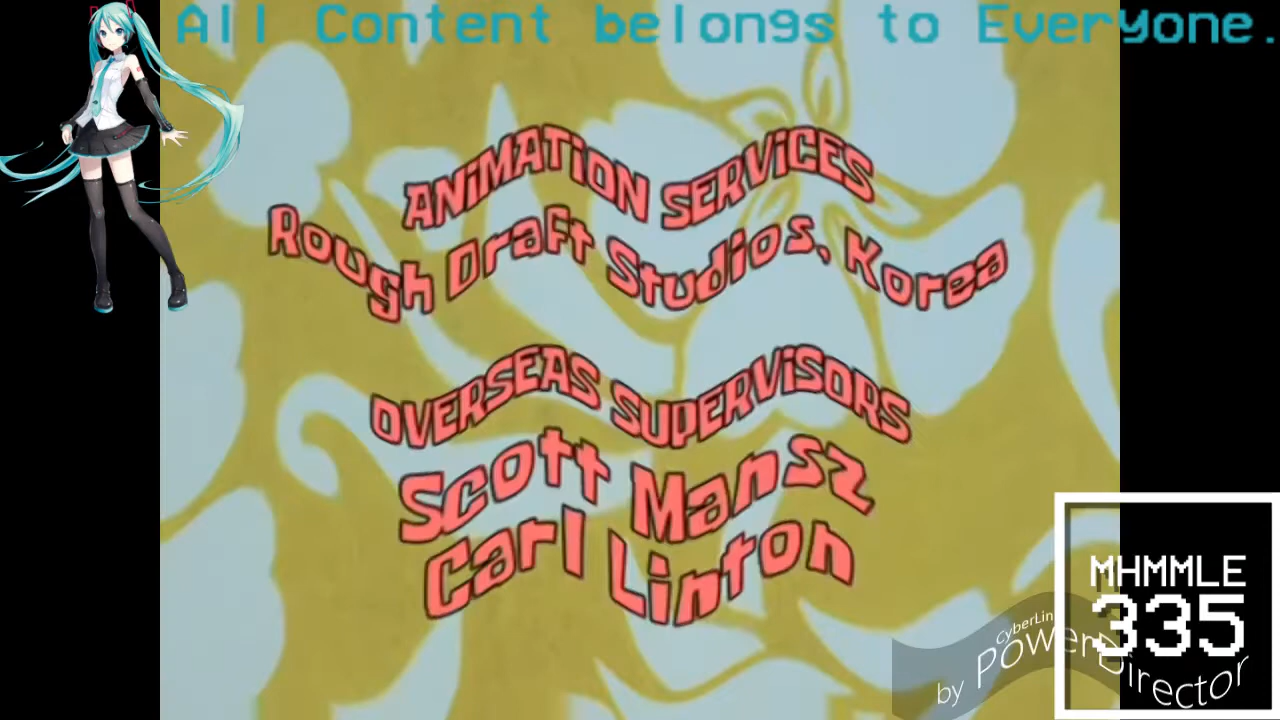 All Content belongs to Everyone.
ANiMATiON SERViCES
Rough Draft Studios, Korea
OVERSEAS SUPERViSORS
Scott Mansz
Carl Linton
MHMMLE
335
by CyberLin
PowerDirector